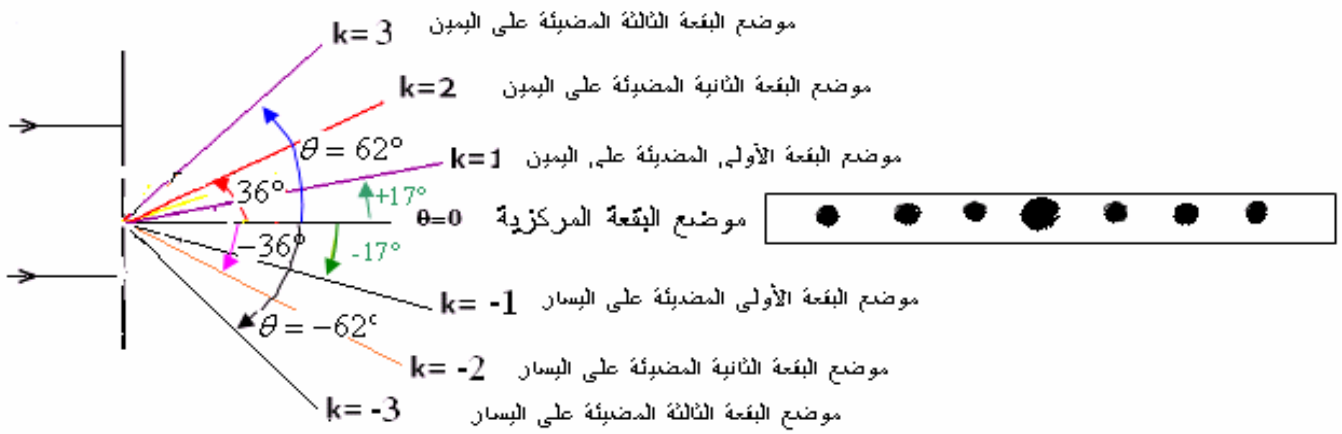 k= 3 موضع البقعة الثالثة المضيئة على اليمين
k=2 موضع البقعة الثانية المضيئة على اليمين
θ = 62°
k=1 موضع البقعة الأولى المضيئة على اليمين
36°
+17°
θ=0 موضع البقعة المركزية
−36°
-17°
k= -1 موضع البقعة الأولى المضيئة على اليسار
θ = −62°
k= -2 موضع البقعة الثانية المضيئة على اليسار
k= -3 موضع البقعة الثالثة المضيئة على اليسار